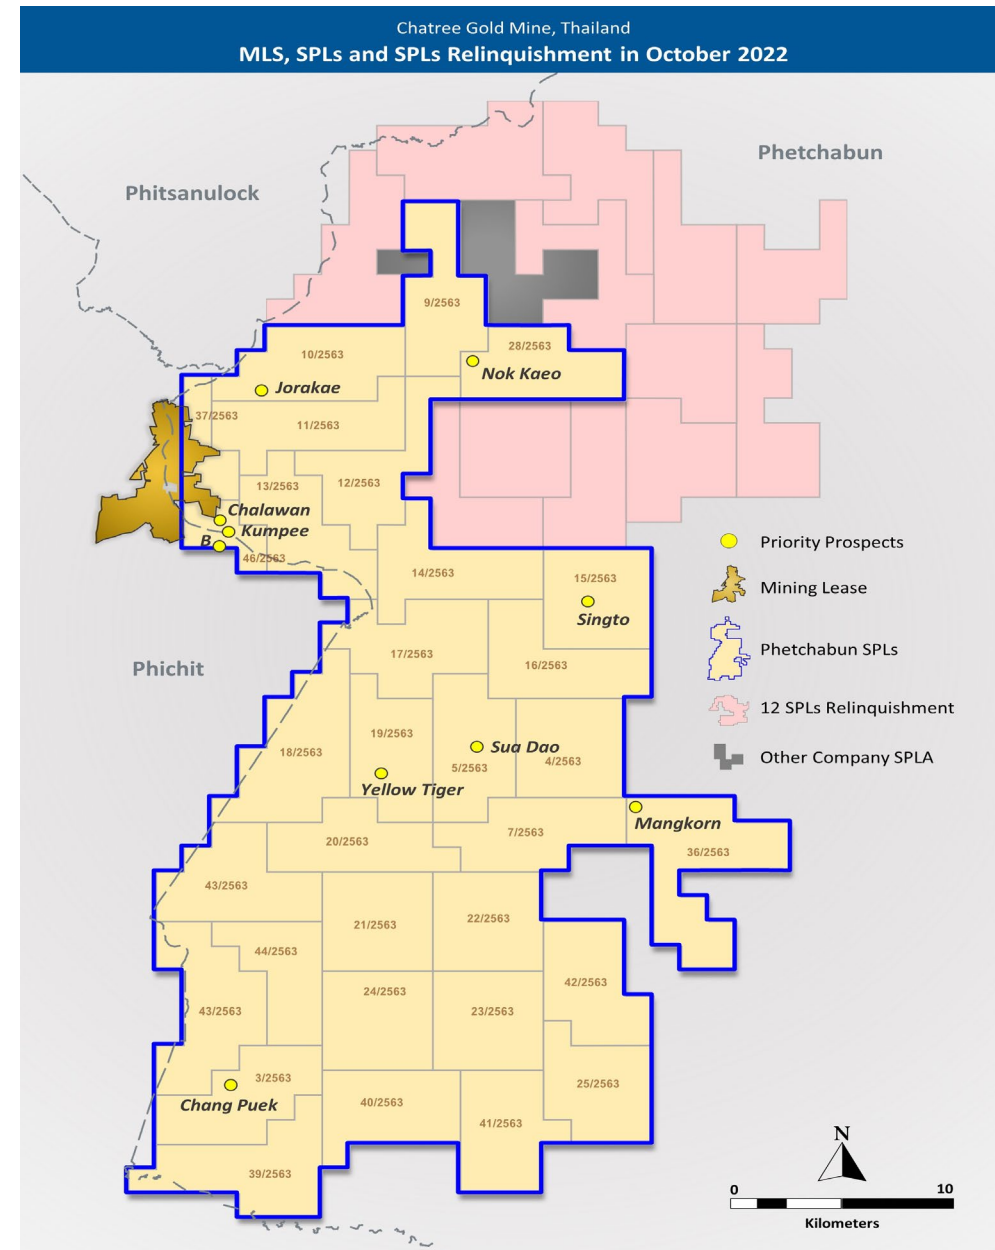 Chatree Gold Mine, Thailand
MLS, SPLs and SPLs Relinquishment in October 2022
Phetchabun
Phitsanulock
9/2563
28/2563
10/2563
Nok Kaeo
Jorakae
37/2563
11/2563
13/2563
12/2563
Chalawan
Kumpee
B
46/2563
14/2563
15/2563
Singto
Phichit
17/2563
16/2563
19/2563
18/2563
Sua Dao
5/2563
4/2563
Yellow Tiger
Mangkorn
7/2563
20/2563
36/2563
43/2563
21/2563
22/2563
44/2563
42/2563
24/2563
43/2563
23/2563
3/2563
25/2563
Chang Puek
40/2563
41/2563
39/2563
Priority Prospects
Mining Lease
Phetchabun SPLs
12 SPLs Relinquishment
Other Company SPLA
N
0 10
Kilometers